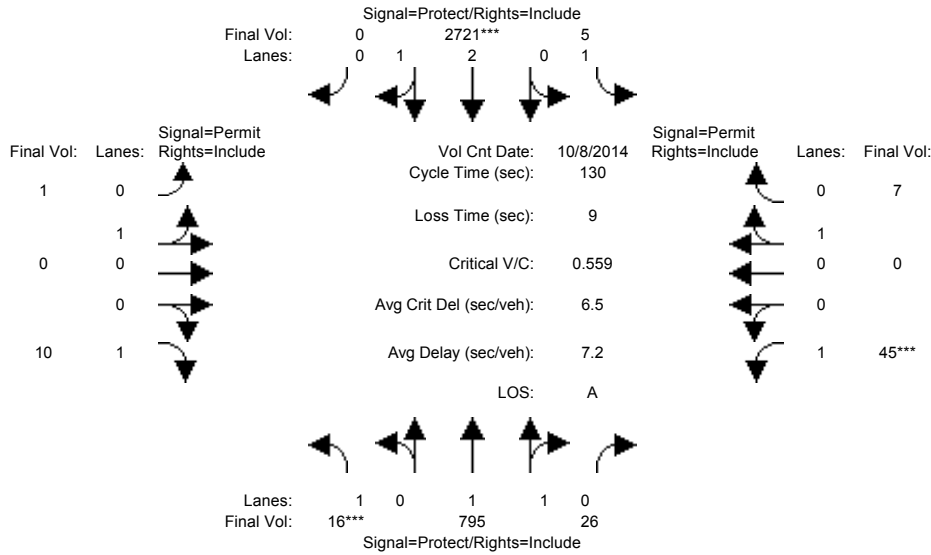 Signal=Protect/Rights=Include
Final Vol: 0 2721*** 5
Lanes: 0 1 2 0 1
Signal=Permit Signal=Permit
Final Vol: Lanes: Rights=Include Vol Cnt Date: 10/8/2014 Rights=Include Lanes: Final Vol:
Cycle Time (sec): 130
1 0 0 7
Loss Time (sec): 9
1 1
0 0 Critical V/C: 0.559 0 0
0 Avg Crit Del (sec/veh): 6.5 0
10 1 Avg Delay (sec/veh): 7.2 1 45***
LOS: A
Lanes: 1 0 1 1 0
Final Vol: 16*** 795 26
Signal=Protect/Rights=Include